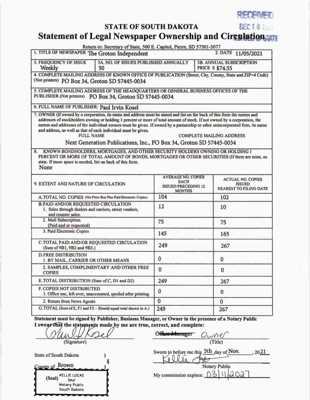 RECEIVED
STATE OF SOUTH DAKOTA
Statement of Legal Newspaper Ownership and Circulation
Return to: Secretary of State, 500 E. Capitol, Pierre, SD 57501-5077
1. TITLE OF NEWSPAPER The Groton Independent
2. DATE 11/05/2021
3. FREQUENCY OF ISSUE
Weekly
3A. NO. OF ISSUES PUBLISHED ANNUALLY
50
3B. ANNUAL SUBSCRIPTION
PRICE $ $74.55
4. COMPLETE MAILING ADDRESS OF KNOWN OFFICE OF PUBLICATION (Street, City, County, State and ZIP+4 Code)
(Not printers) PO Box 34, Groton SD 57445-0034
5. COMPLETE MAILING ADDRESS OF THE HEADQUARTERS OR GENERAL BUSINESS OFFICES OF THE
PUBLISHER (Not printers) PO Box 34, Groton SD 57445-0034
6. FULL NAME OF PUBLISHER: Paul Irvin Kosel
7. OWNER (If owned by a corporation, its name and address must be stated and list on the back of this form the names and
addresses of stockholders owning or holding 1 percent or more of total amount of stock. If not owned by a corporation, the
names and addresses of the individual owners must be given. If owned by a partnership or other unincorporated firm, its name
and address, as well as that of each individual must be given.
FULL NAME COMPLETE MAILING ADDRESS
Next Generation Publications, Inc., PO Box 34, Groton SD 57445-0034
8. KNOWN BONDHOLDERS, MORTGAGEES, AND OTHER SECURITY HOLDERS OWNING OR HOLDING 1
PERCENT OR MORE OF TOTAL AMOUNT OF BONDS, MORTGAGES OR OTHER SECURITIES (If there are none, so
state. If more space is needed, list on back of this form.
None
9. EXTENT AND NATURE OF CIRCULATION
AVERAGE NO. COPIES
EACH
ISSUED PRECEDING 12
MONTHS
ACTUAL NO. COPIES
ISSUED
NEAREST TO FILING DATE
A. TOTAL NO. COPIES (Net Press Run Plus Paid Electronic Copies) 104 102
B. PAID AND/OR REQUESTED CIRCULATION
1. Sales through dealers and carriers, street vendors,
and counter sales. 12 10
2. Mail Subscription
(Paid and or requested) 75 75
3. Paid Electronic Copies 145 165
C. TOTAL PAID AND/OR REQUESTED CIRCULATION
(Sum of 9B1, 9B2 and 9B3.) 249 267
D. FREE DISTRIBUTION
1. BY MAIL, CARRIER OR OTHER MEANS 0 0
2. SAMPLES, COMPLIMENTARY AND OTHER FREE
COPIES 0 0
E. TOTAL DISTRIBUTION (Sum of C, D1 and D2) 249 267
F. COPIES NOT DISTRIBUTED
1. Office use, left over, unaccounted, spoiled after printing 0 0
2. Return from News Agents 0 0
G. TOTAL (Sum of E, F1 and F2 - Should equal total shown in A.) 249 267
Statement must be signed by Publisher, Business Manager, or Owner in the presence of a Notary Public
I swear that the statements made by me are true, correct, and complete:
Paul I Kosel
Owner
(Signature) (Title)
State of South Dakota ) Sworn to before me this 5th day of Nov. 2021
) §
County of Brown )
Notary Public
(Seal)
KELLIE LOCKE
Seal
Notary Public
South Dakota
My commission expires: 03/11/2027